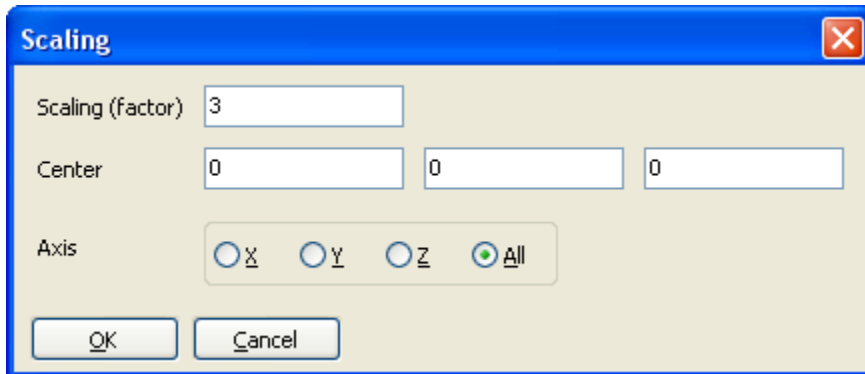 Scaling
Scaling (factor) 3
Center 0 0 0
Axis X Y Z All
OK Cancel